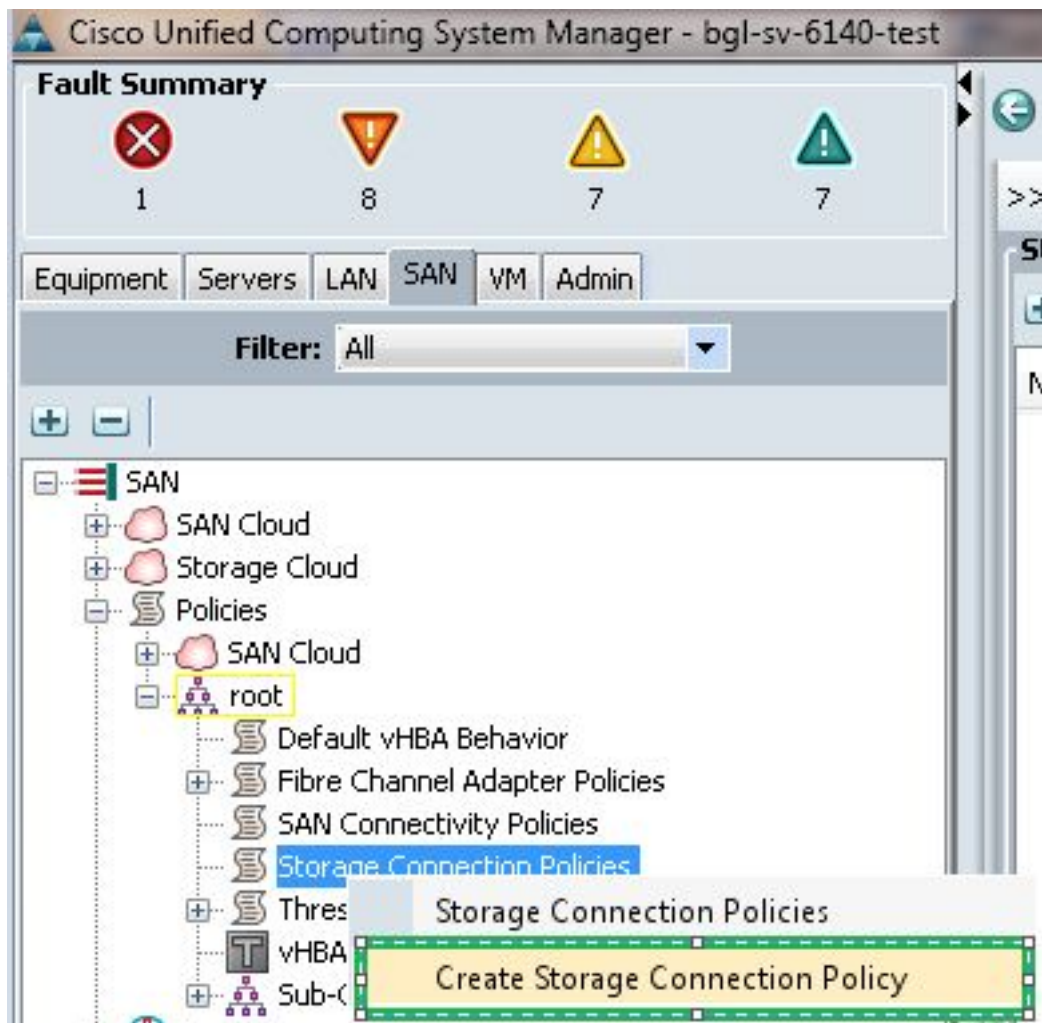 Cisco Unified Computing System Manager - bgl-sv-6140-test
Fault Summary
1 8 7 7
>>
Equipment Servers LAN SAN VM Admin
Filter: All
SAN
SAN Cloud
Storage Cloud
Policies
SAN Cloud
root
Default vHBA Behavior
Fibre Channel Adapter Policies
SAN Connectivity Policies
Storage Connection Policies
Thres
Storage Connection Policies
vHBA
Create Storage Connection Policy
Sub-